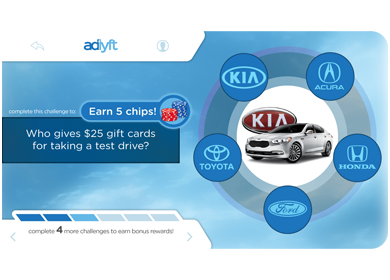 adlyft
complete this challenge to:
Earn 5 chips!
Who gives $25 gift cards
for taking a test drive?
KIA
ACURA
KIA
TOYOTA
HONDA
Ford
complete 4 more challenges to earn bonus rewards!